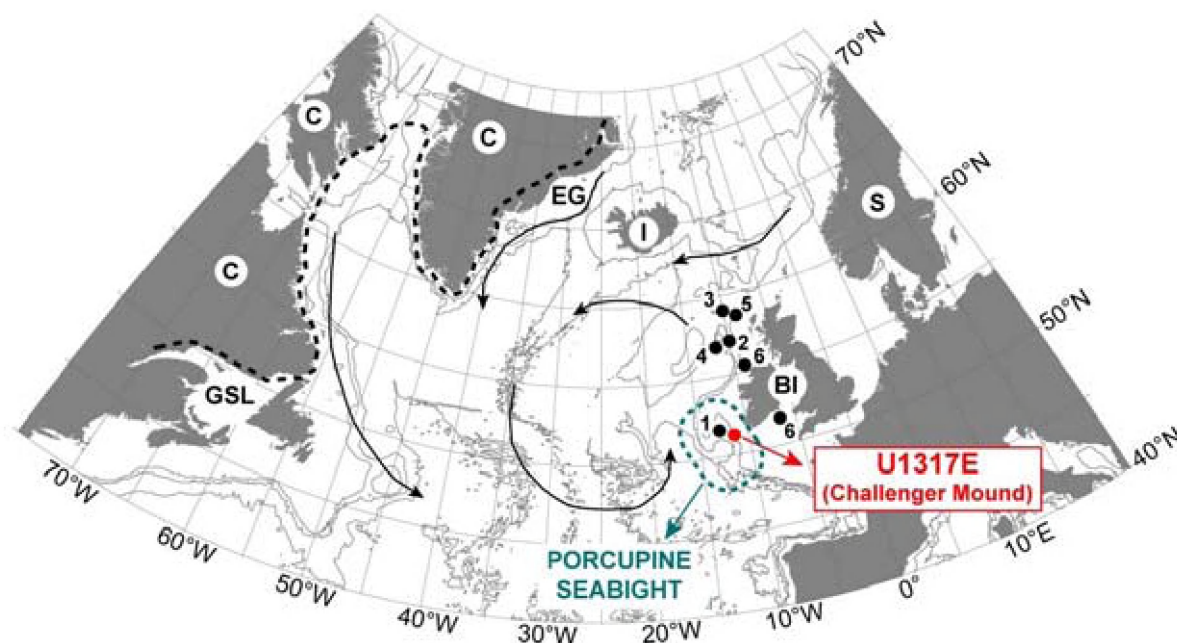 70°N
C
C
60°N
EG
S
I
C
50°N
3
5
2
4
6
BI
GSL
1
6
40°N
U1317E
(Challenger Mound)
70°W
10°E
60°W
PORCUPINE
SEABIGHT
0°
50°W
10°W
40°W
30°W
20°W